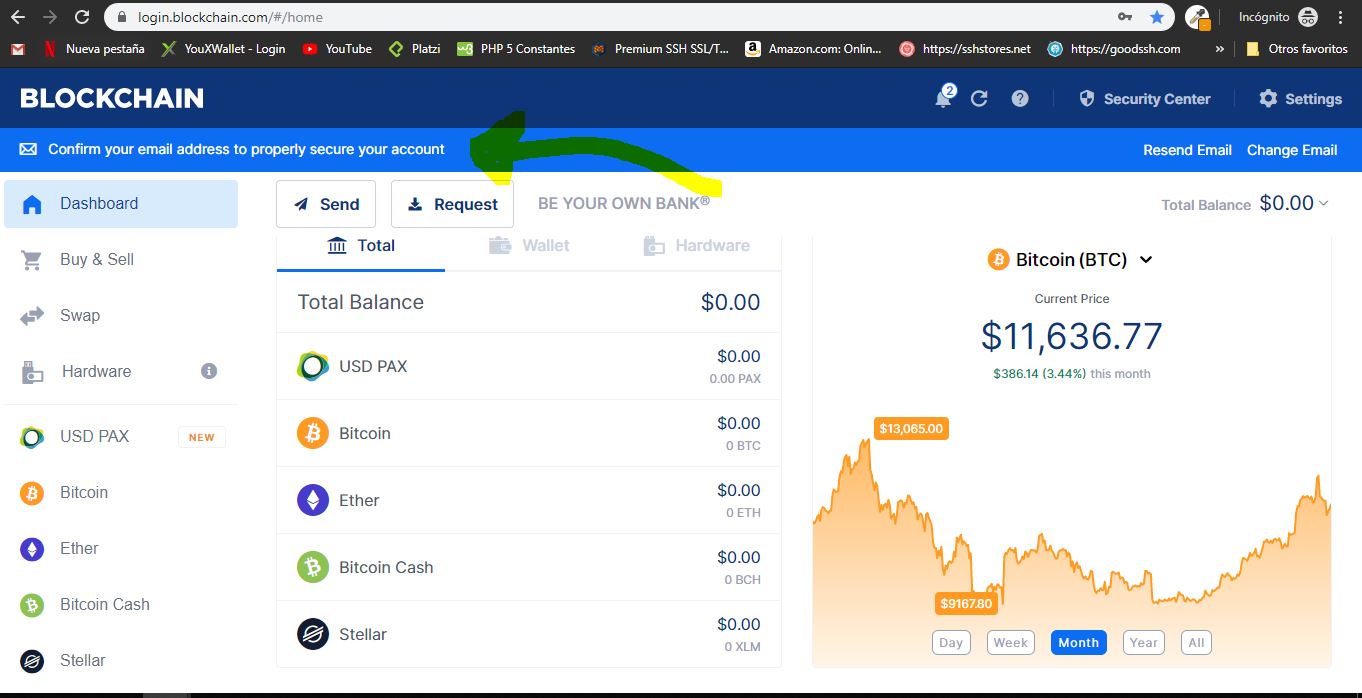 login.blockchain.com/#/home
Incógnito
Nueva pestaña
YouXWallet - Login
YouTube
Platzi
PHP 5 Constantes
Premium SSH SSL/T...
Amazon.com: Onlin...
https://sshstores.net
https://goodssh.com
»
Otros favoritos
BLOCKCHAIN
2
Security Center
Settings
Confirm your email address to properly secure your account
Resend Email
Change Email
Dashboard
Buy & Sell
Swap
Hardware
USD PAX
NEW
Bitcoin
Ether
Bitcoin Cash
Stellar
Send
Request
BE YOUR OWN BANK®
Total Balance $0.00
Total
Wallet
Hardware
Total Balance $0.00
USD PAX $0.00
0.00 PAX
Bitcoin $0.00
0 BTC
Ether $0.00
0 ETH
Bitcoin Cash $0.00
0 BCH
Stellar $0.00
0 XLM
Bitcoin (BTC)
Current Price
$11,636.77
$386.14 (3.44%) this month
$13,065.00
$9167.80
Day
Week
Month
Year
All